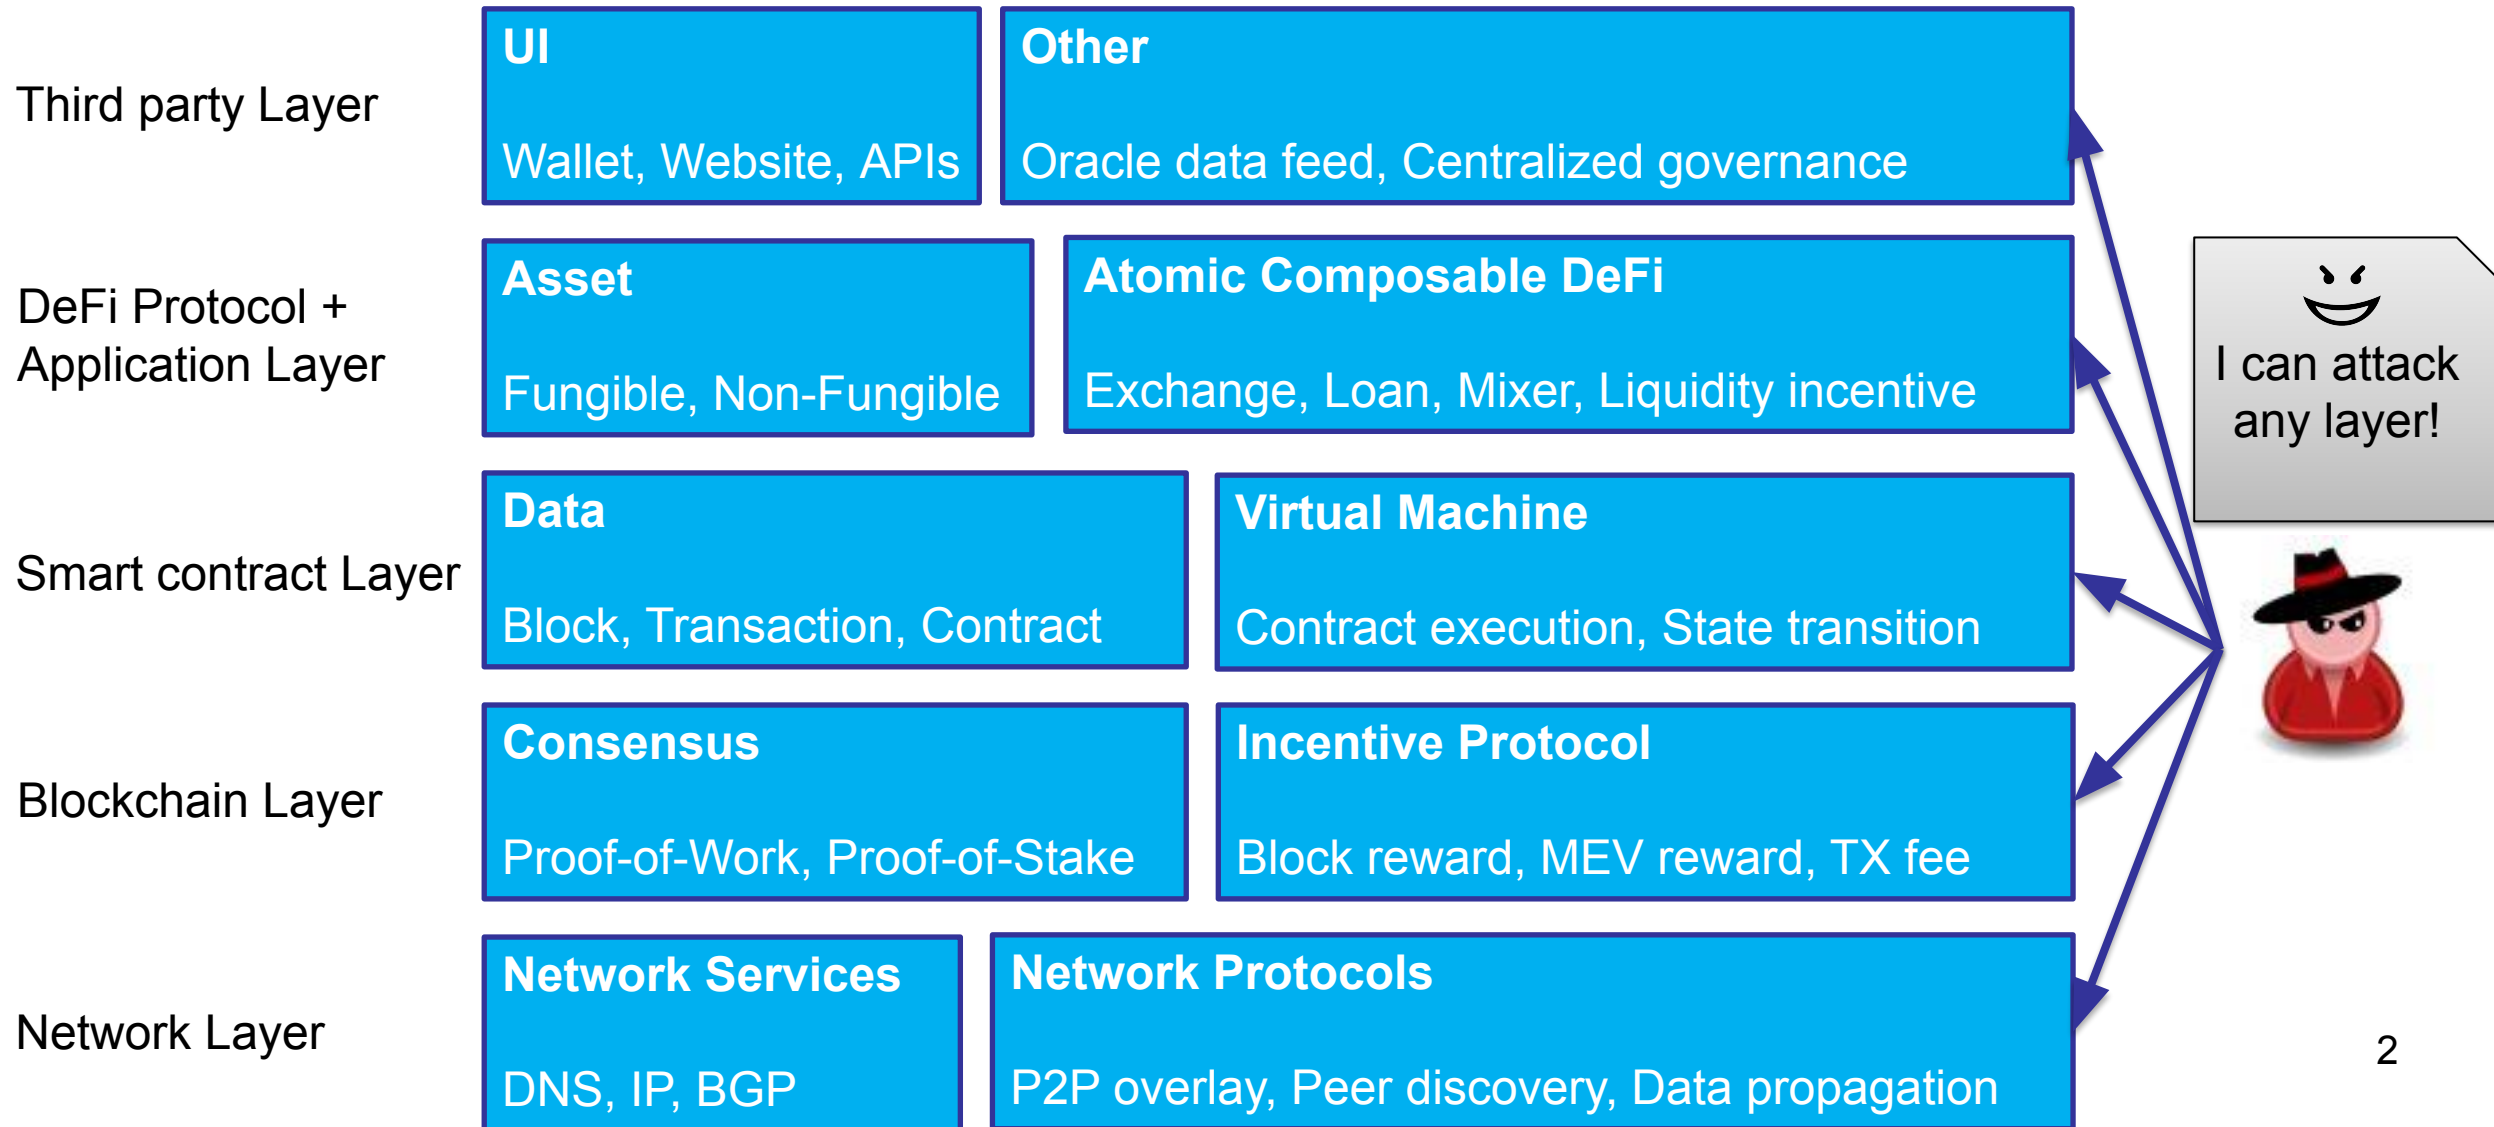 Third party Layer
UI
Wallet, Website, APIs
Other
Oracle data feed, Centralized governance
DeFi Protocol +
Application Layer
Asset
Fungible, Non-Fungible
Atomic Composable DeFi
Exchange, Loan, Mixer, Liquidity incentive
Smart contract Layer
Data
Block, Transaction, Contract
Virtual Machine
Contract execution, State transition
Blockchain Layer
Consensus
Proof-of-Work, Proof-of-Stake
Incentive Protocol
Block reward, MEV reward, TX fee
Network Layer
Network Services
DNS, IP, BGP
Network Protocols
P2P overlay, Peer discovery, Data propagation
I can attack
any layer!
2